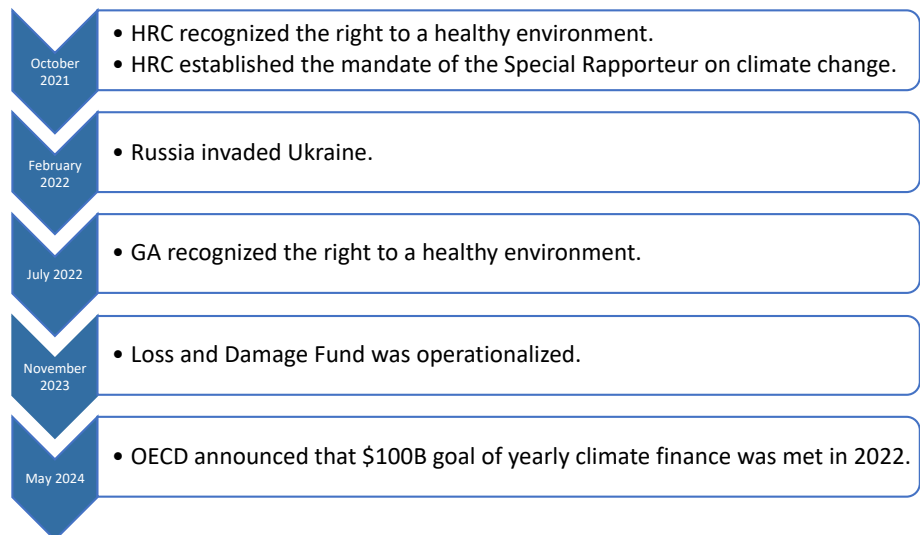 October
2021
• HRC recognized the right to a healthy environment.
• HRC established the mandate of the Special Rapporteur on climate change.
February
2022
• Russia invaded Ukraine.
July 2022
• GA recognized the right to a healthy environment.
November
2023
• Loss and Damage Fund was operationalized.
May 2024
• OECD announced that $100B goal of yearly climate finance was met in 2022.